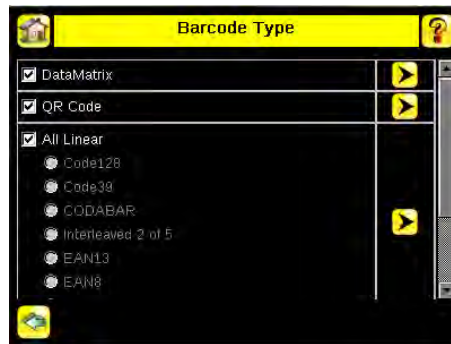 Barcode Type
DataMatrix
QR Code
All Linear
Code128
Code39
CODABAR
Interleaved 2 of 5
EAN13
EAN8